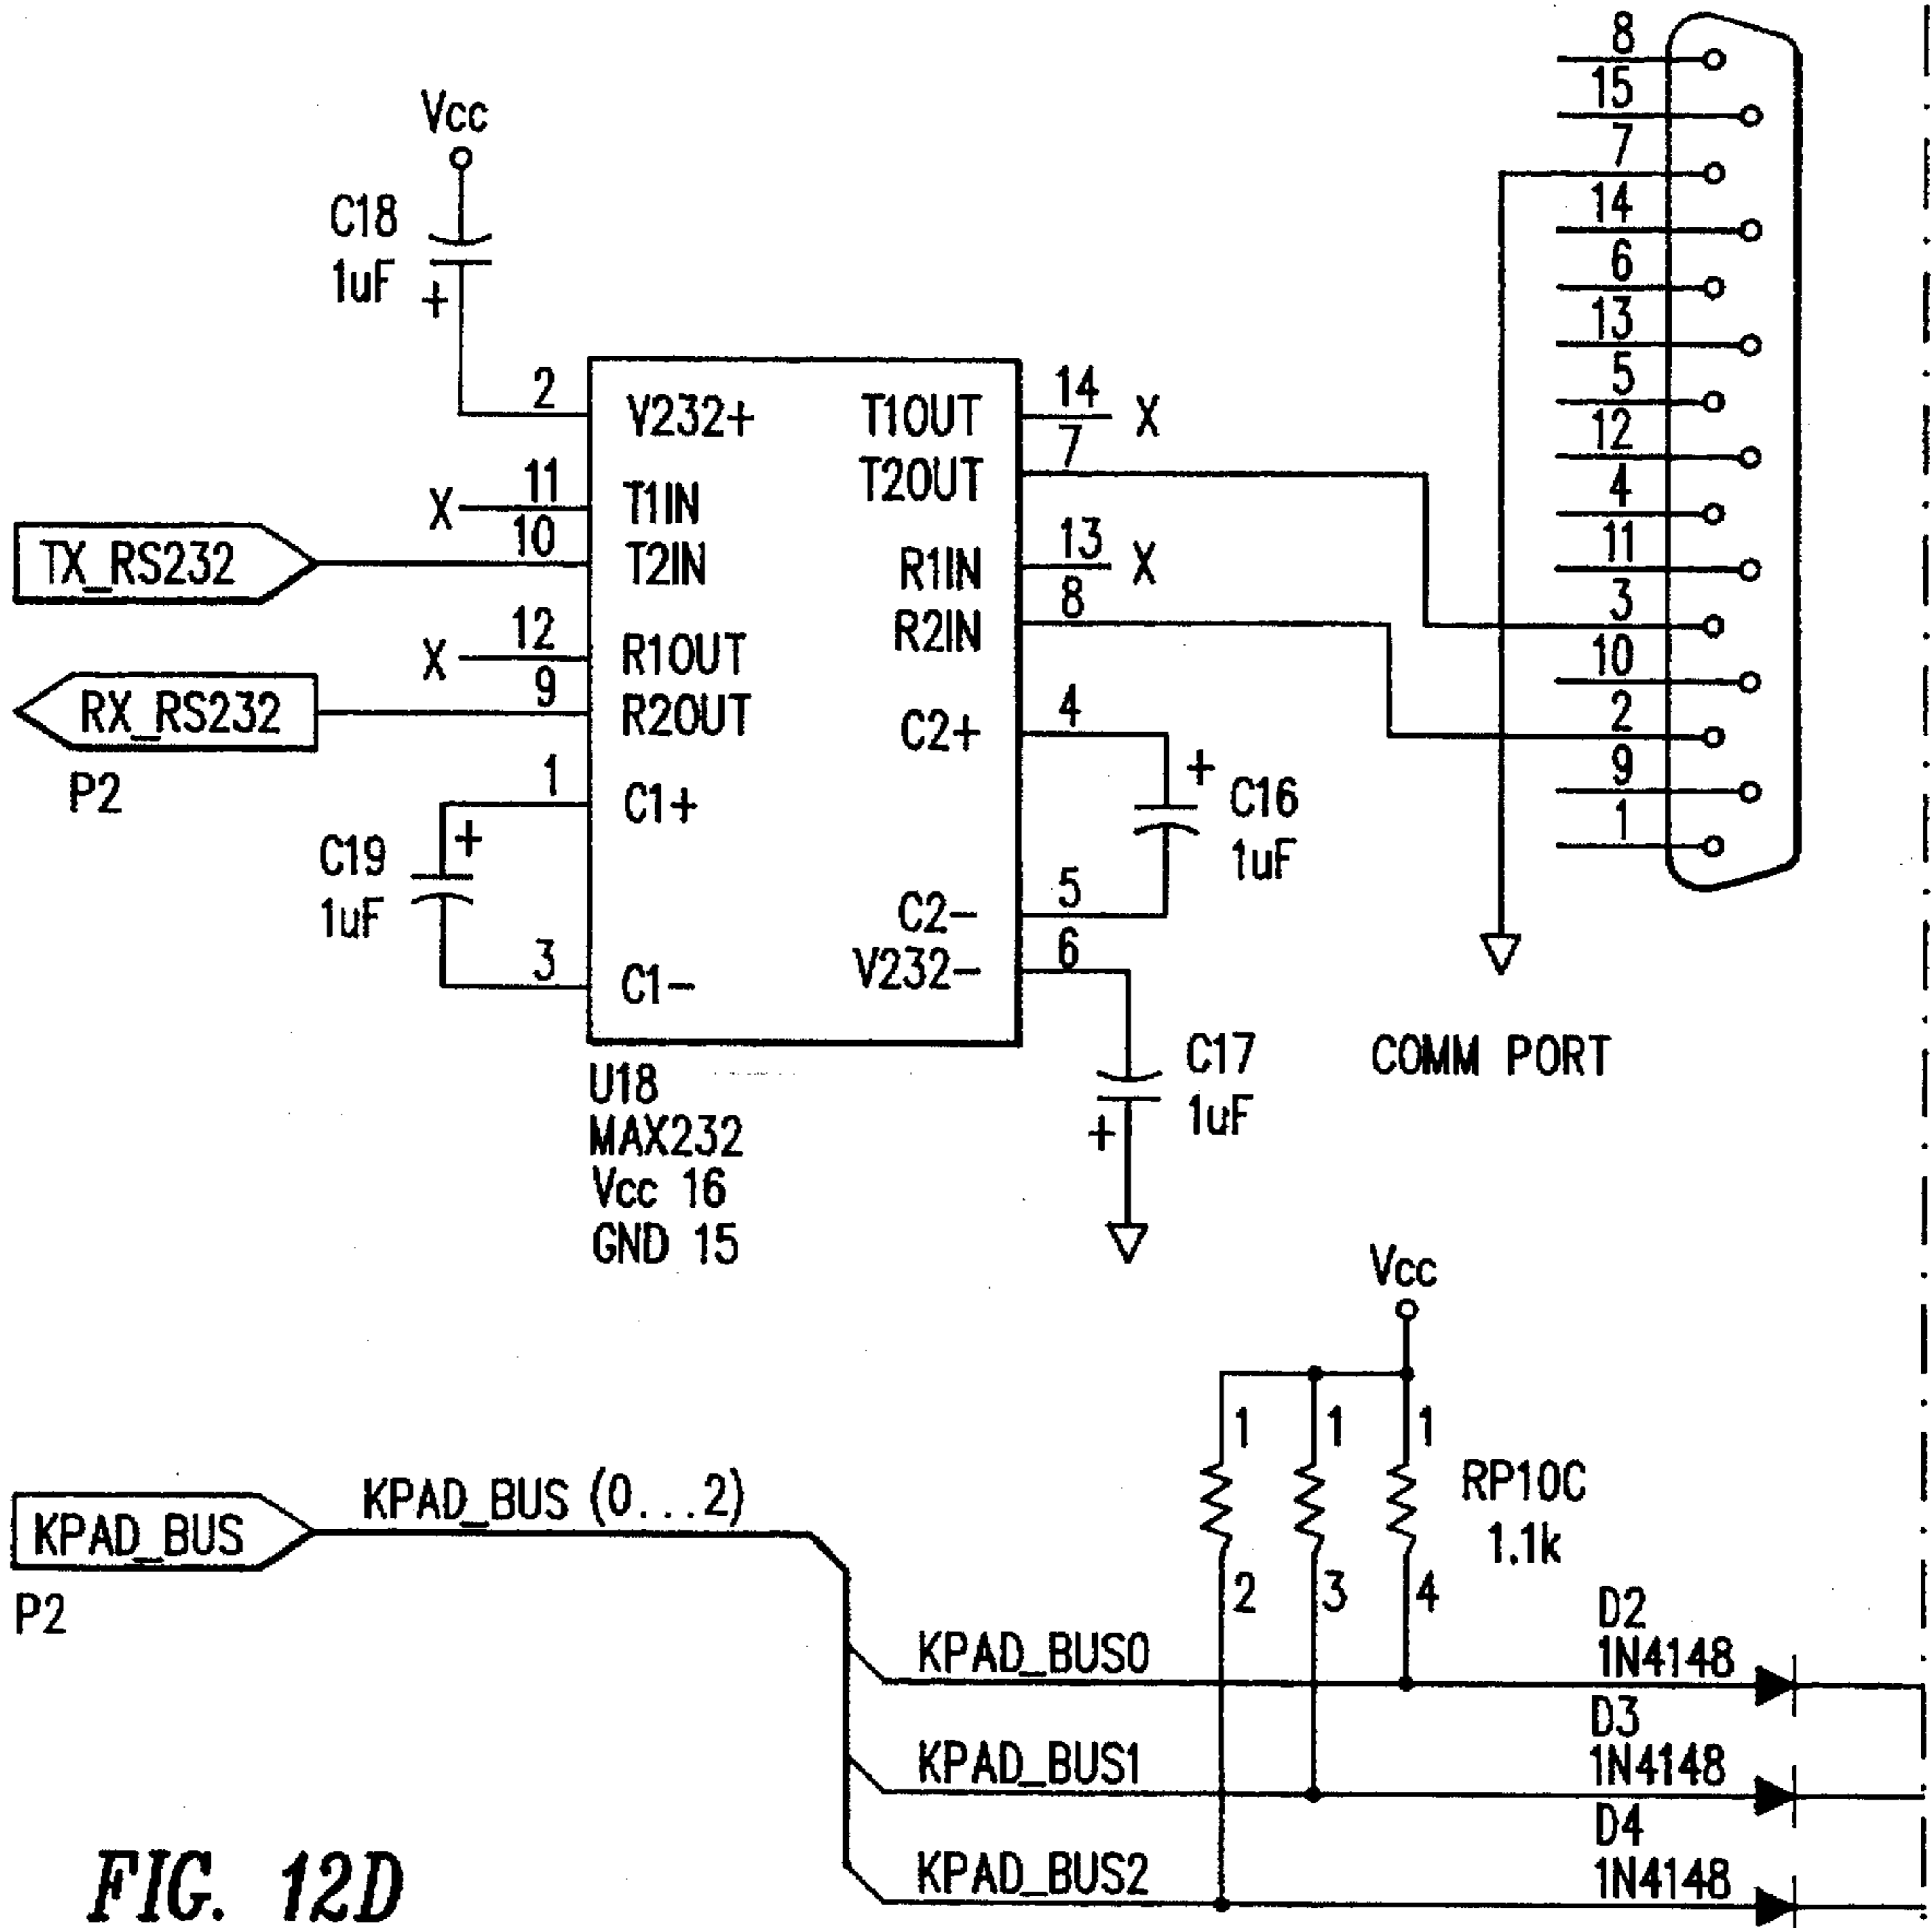 8
15
7
14
6
13
5
12
4
11
3
10
2
9
1
Vcc
C18
1uF
+
2
V232+
T1OUT
14
X
7
T2OUT
X
11
T1IN
TX_RS232
10
T2IN
13
X
R1IN
8
R2IN
X
12
R1OUT
RX_RS232
9
R2OUT
P2
4
C2+
+
C16
1uF
1
C1+
+
C19
1uF
5
C2-
3
C1-
6
V232-
C17
1uF
+
COMM PORT
U18
MAX232
Vcc 16
GND 15
Vcc
1 1 1
RP10C
1.1k
2 3 4
KPAD_BUS
KPAD_BUS (0...2)
P2
KPAD_BUS0
D2
1N4148
KPAD_BUS1
D3
1N4148
KPAD_BUS2
D4
1N4148
FIG. 12D